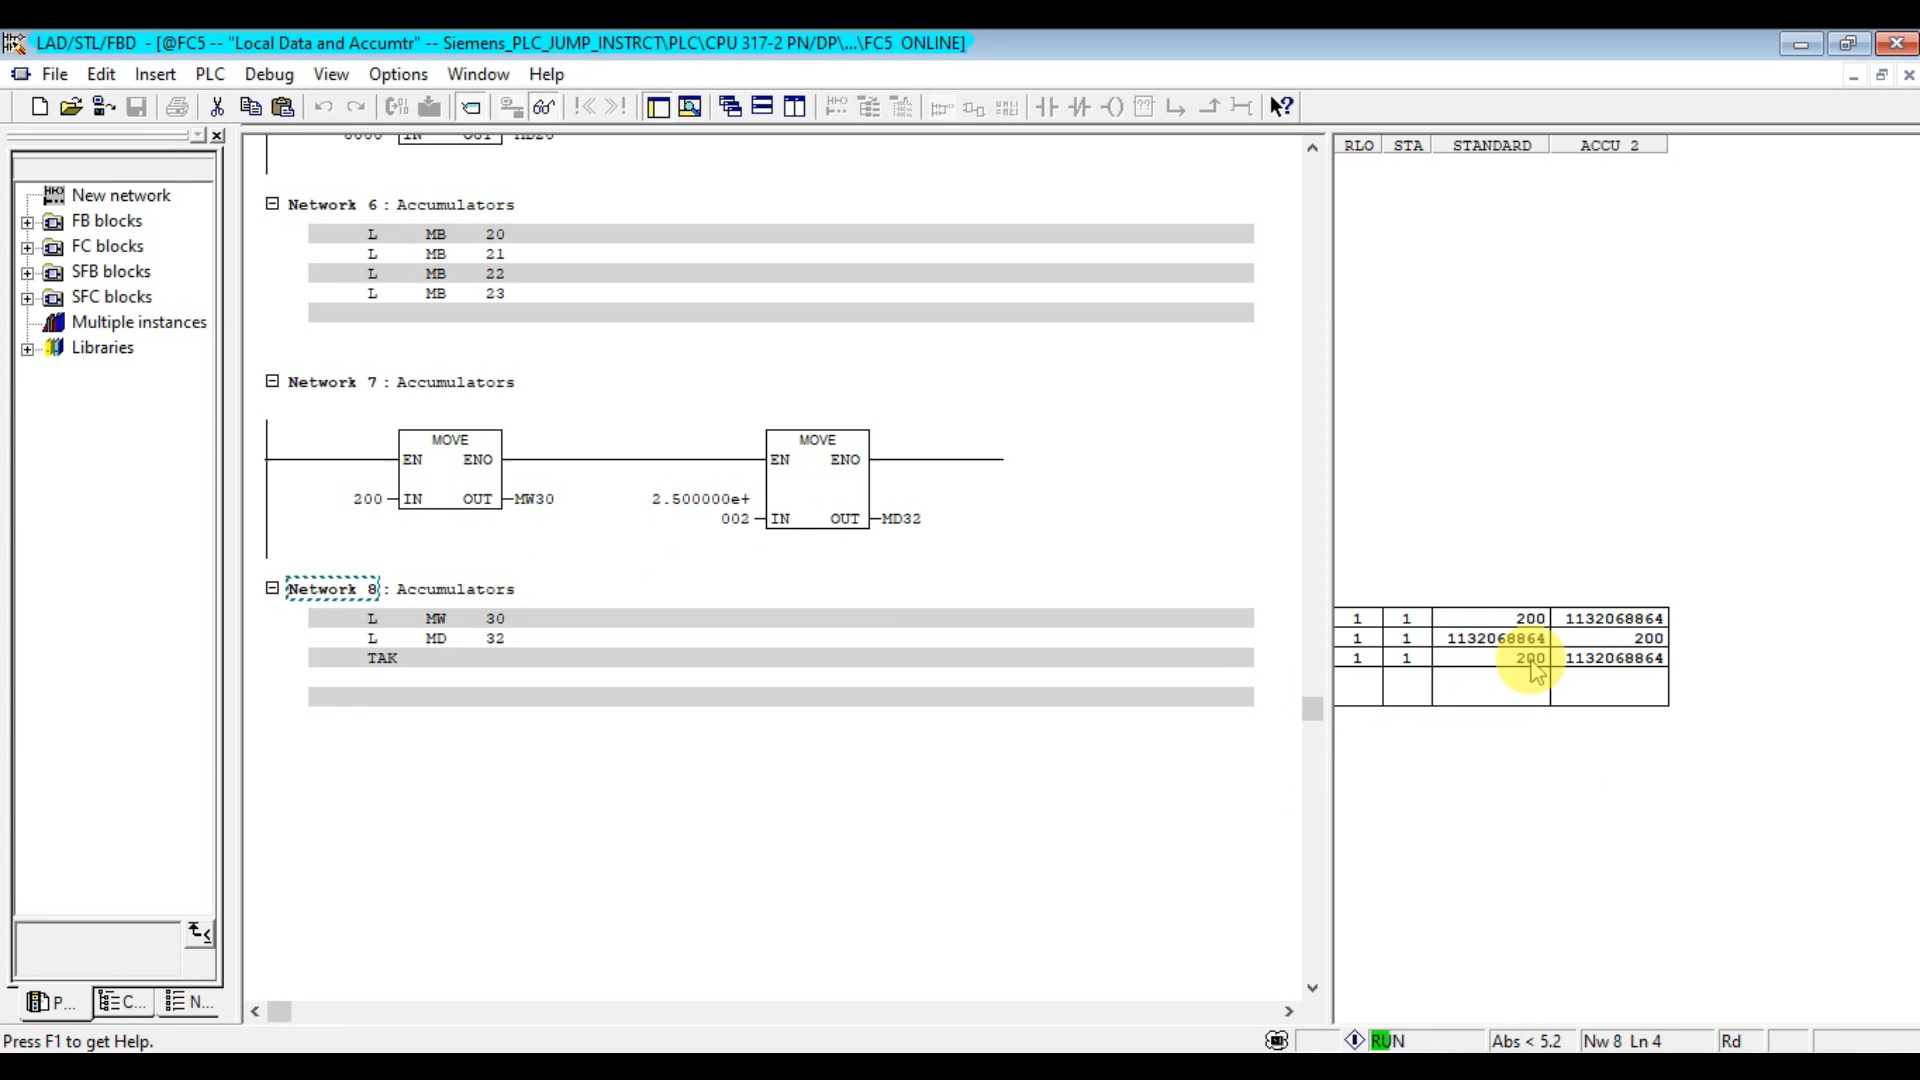 LAD/STL/FBD - [@FC5 -- "Local Data and Accumtr" -- Siemens_PLC_JUMP_INSTRCT\PLC\CPU 317-2 PN/DP\...\FC5 ONLINE]
File Edit Insert PLC Debug View Options Window Help
New network
FB blocks
FC blocks
SFB blocks
SFC blocks
Multiple instances
Libraries
P... C... N...
IN OUT MD20
Network 6 : Accumulators
L MB 20
L MB 21
L MB 22
L MB 23
Network 7 : Accumulators
MOVE MOVE
EN ENO EN ENO
200 IN OUT MW30 2.500000e+
002 IN OUT MD32
Network 8 : Accumulators
L MW 30
L MD 32
TAK
RLO STA STANDARD ACCU 2
1 1 200 1132068864
1 1 1132068864 200
1 1 200 1132068864
Press F1 to get Help.
RUN Abs < 5.2 Nw 8 Ln 4 Rd